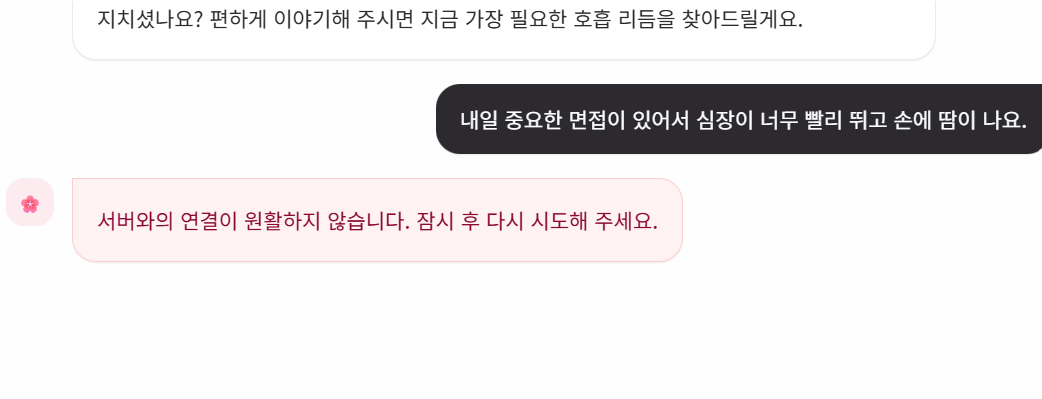 지치셨나요? 편하게 이야기해 주시면 지금 가장 필요한 호흡 리듬을 찾아드릴게요.
내일 중요한 면접이 있어서 심장이 너무 빨리 뛰고 손에 땀이 나요.
서버와의 연결이 원활하지 않습니다. 잠시 후 다시 시도해 주세요.